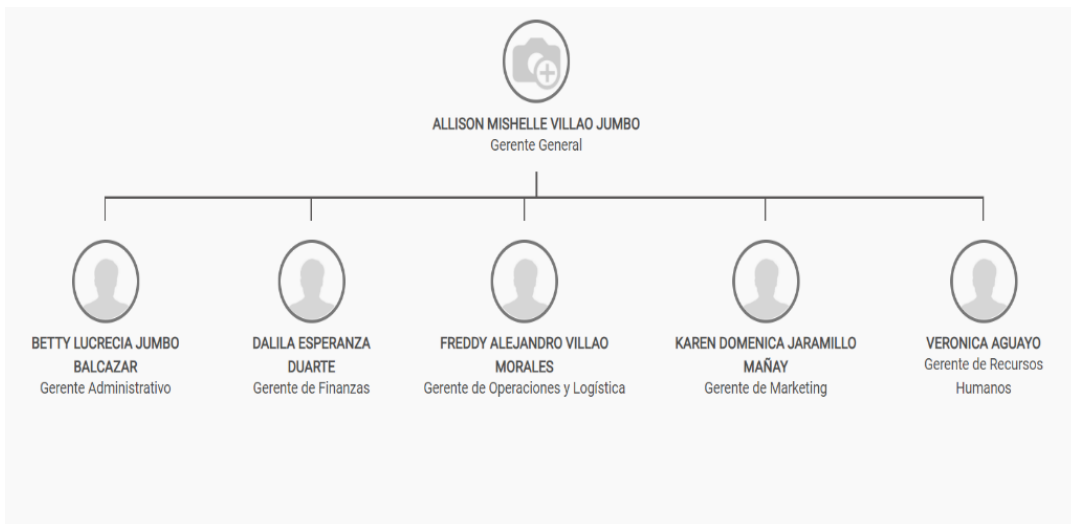 ALLISON MISHELLE VILLAO JUMBO
Gerente General
BETTY LUCRECIA JUMBO
BALCAZAR
Gerente Administrativo
DALILA ESPERANZA
DUARTE
Gerente de Finanzas
FREDDY ALEJANDRO VILLAO
MORALES
Gerente de Operaciones y Logística
KAREN DOMENICA JARAMILLO
MAÑAY
Gerente de Marketing
VERONICA AGUAYO
Gerente de Recursos
Humanos